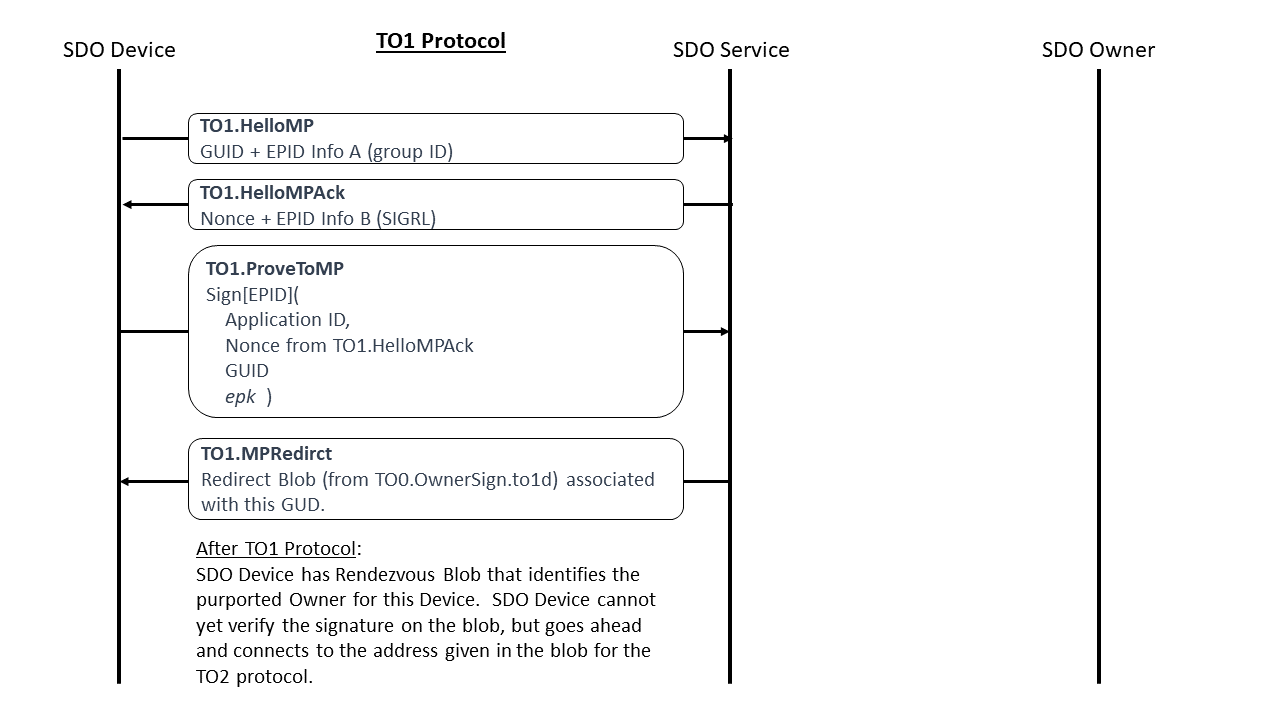 TO1 Protocol
SDO Device
SDO Service
SDO Owner
TO1.HelloMP
GUID + EPID Info A (group ID)
TO1.HelloMPAck
Nonce + EPID Info B (SIGRL)
TO1.ProveToMP
Sign[EPID](
Application ID,
Nonce from TO1.HelloMPAck
GUID
epk )
TO1.MPRedirct
Redirect Blob (from TO0.OwnerSign.to1d) associated
with this GUD.
After TO1 Protocol:
SDO Device has Rendezvous Blob that identifies the
purported Owner for this Device. SDO Device cannot
yet verify the signature on the blob, but goes ahead
and connects to the address given in the blob for the
TO2 protocol.